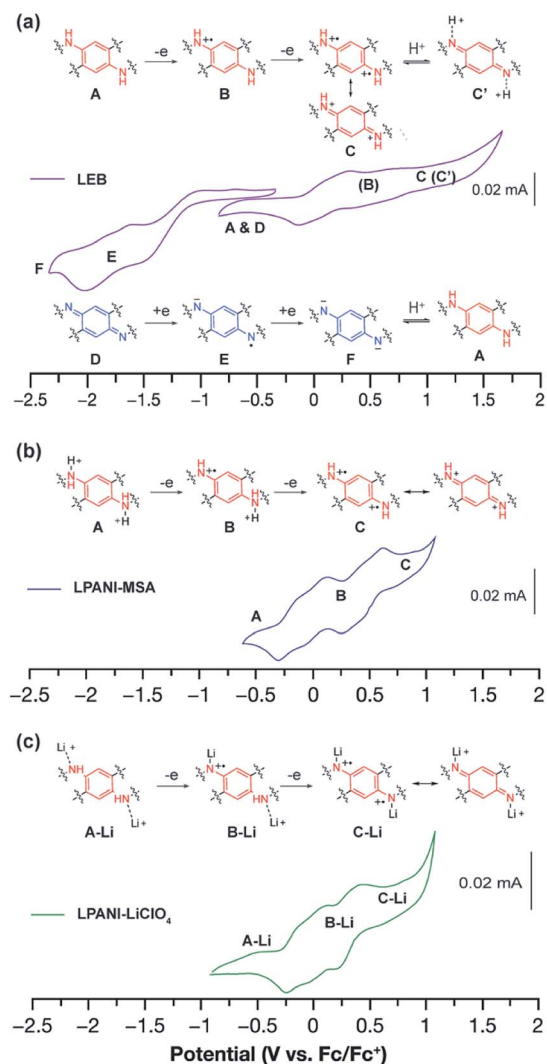 (a)
H
N
N
H
A
-e
H
N+•
N
H
B
-e
H
N+•
+•N
H
H+
H +
N
N
+H
C'
H
N+
N
+
H
C
LEB
(B)
C (C')
0.02 mA
A & D
F
E
N
N
D
+e
N−
N•
E
+e
N−
N−
F
H+
H
N
N
H
A
−2.5 −2 −1.5 −1 −0.5 0 0.5 1 1.5 2
(b)
H+
N
H
H
N
+H
A
-e
H
N+•
H
N
+H
B
-e
H
N+•
+•N
H
C
H
N+
+N
H
A
B
C
LPANI-MSA
0.02 mA
−2.5 −2 −1.5 −1 −0.5 0 0.5 1 1.5 2
(c)
Li +
NH
HN
Li+
A-Li
-e
Li
N+•
HN
Li+
B-Li
-e
Li
N+•
+•N
Li
C-Li
Li +
N
N
Li+
0.02 mA
C-Li
B-Li
A-Li
LPANI-LiClO₄
−2.5 −2 −1.5 −1 −0.5 0 0.5 1 1.5 2
Potential (V vs. Fc/Fc⁺)